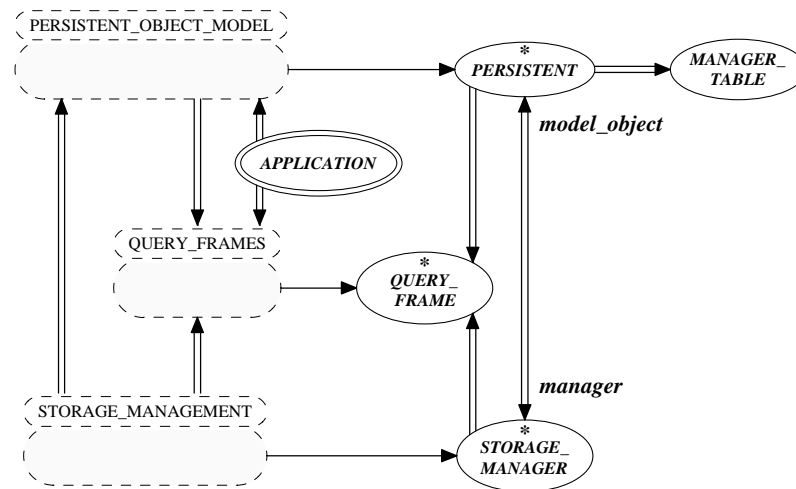 PERSISTENT_OBJECT_MODEL
*
PERSISTENT
MANAGER_
TABLE
model_object
APPLICATION
QUERY_FRAMES
*
QUERY_
FRAME
manager
STORAGE_MANAGEMENT
*
STORAGE_
MANAGER